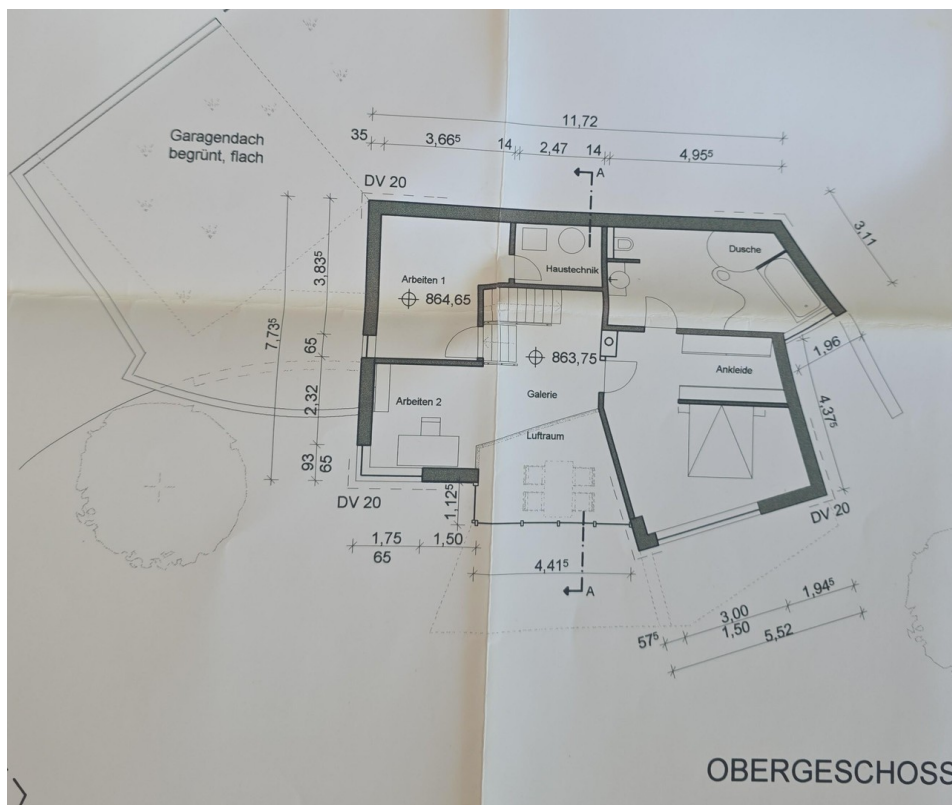 11,72
35
3,66⁵
14
2,47
14
4,95⁵
A
Garagendach
begrünt, flach
DV 20
3,11
Dusche
Haustechnik
Arbeiten 1
864,65
3,83⁵
7,73⁵
65
863,75
1,96
Ankleide
4,37⁵
2,32
Arbeiten 2
Galerie
Luftraum
93
65
DV 20
1,12⁵
DV 20
1,75
65
1,50
4,41⁵
A
57⁵
3,00
1,50
1,94⁵
5,52
OBERGESCHOSS